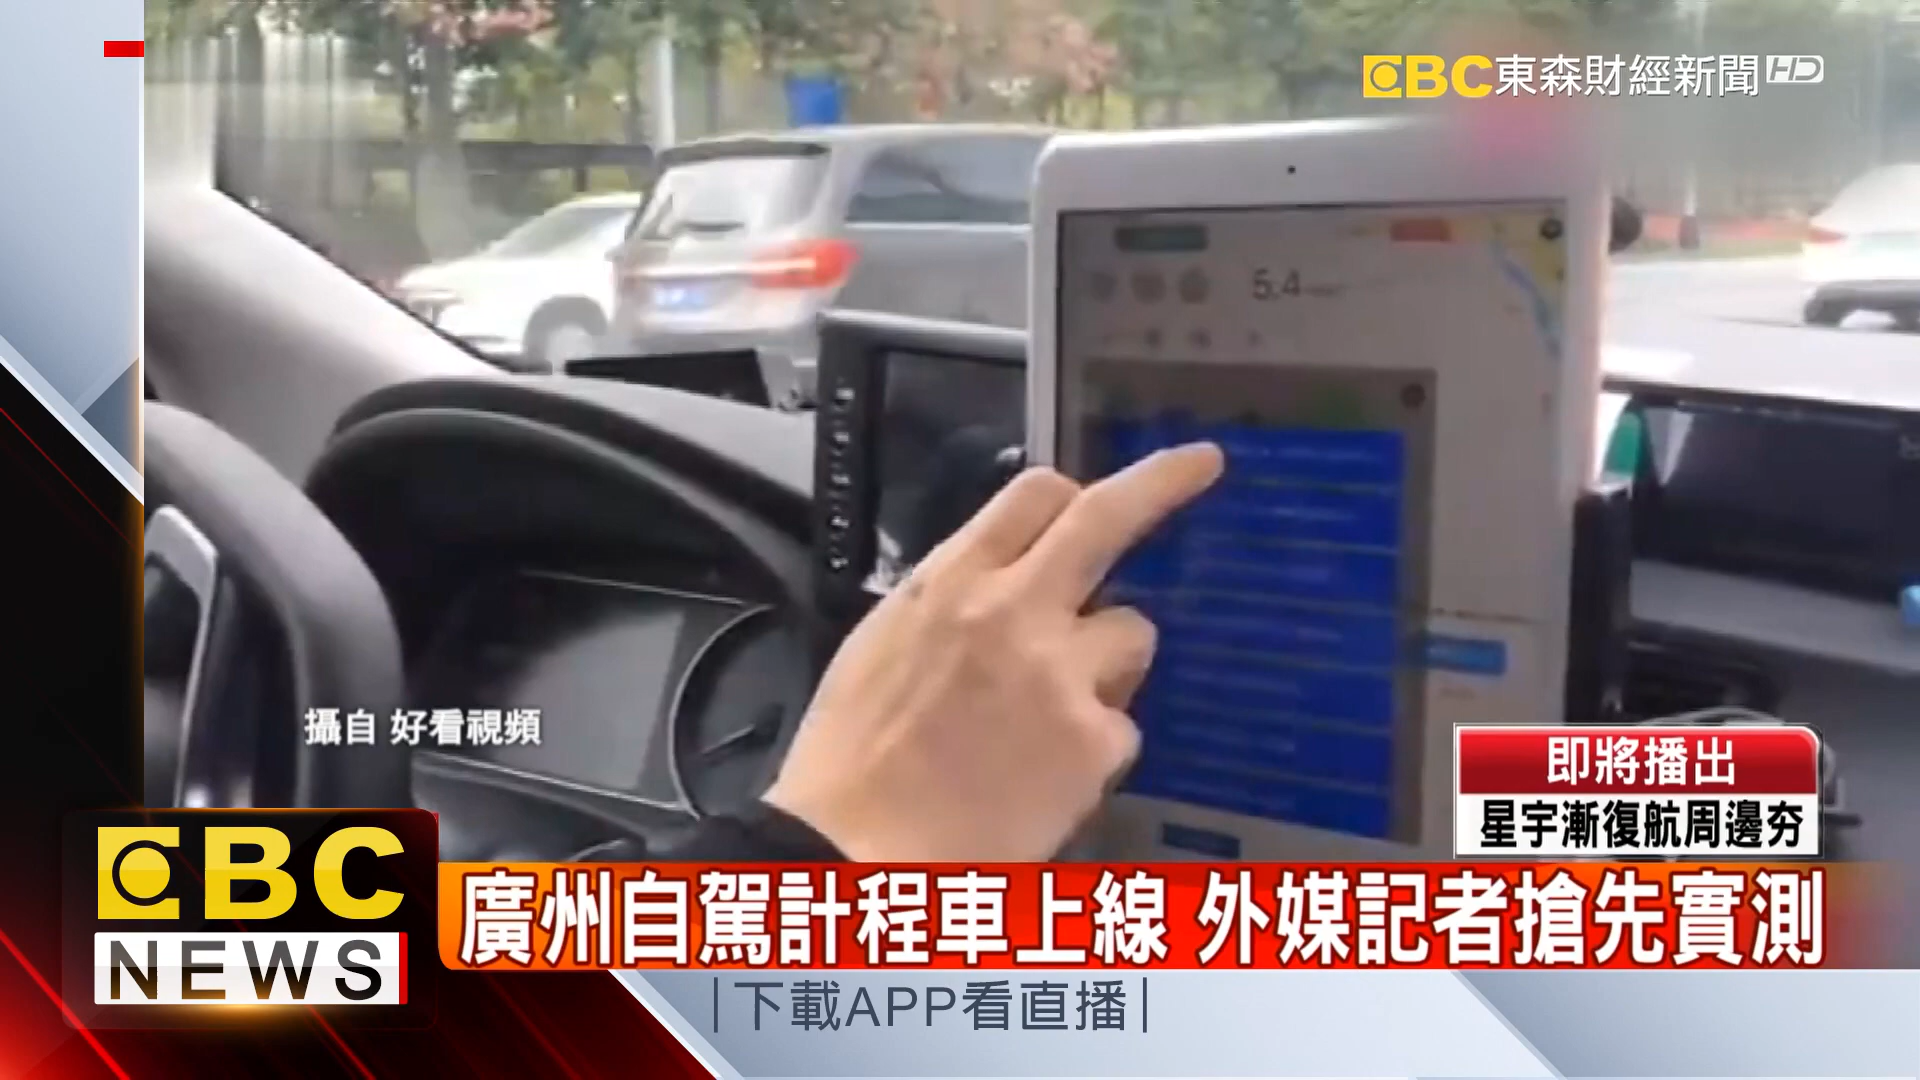 EBC東森財經新聞HD
5.4
攝自 好看視頻
即將播出
星宇漸復航周邊夯
EBC
NEWS
廣州自駕計程車上線 外媒記者搶先實測
|下載APP看直播|